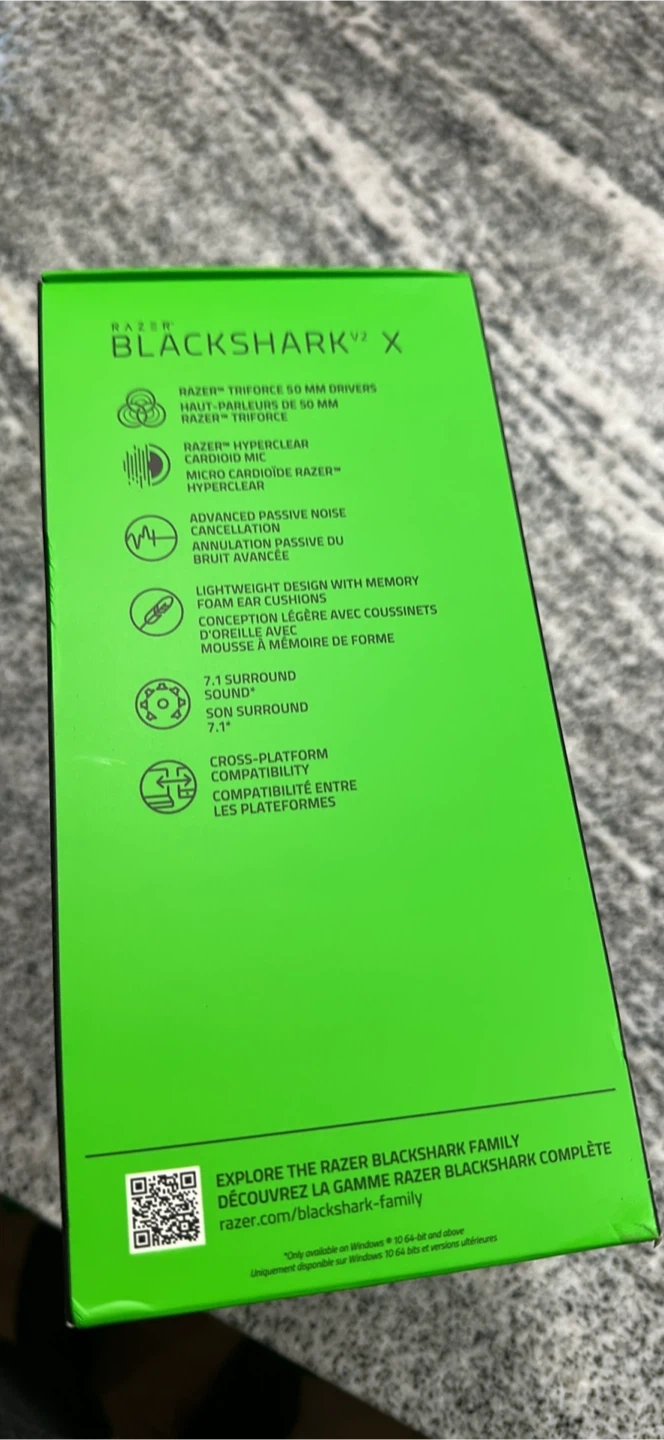 RAZER™
BLACKSHARK V2 X
RAZER™ TRIFORCE 50 MM DRIVERS
HAUT-PARLEURS DE 50 MM
RAZER™ TRIFORCE
RAZER™ HYPERCLEAR
CARDIOID MIC
MICRO CARDIOÏDE RAZER™
HYPERCLEAR
ADVANCED PASSIVE NOISE
CANCELLATION
ANNULATION PASSIVE DU
BRUIT AVANCÉE
LIGHTWEIGHT DESIGN WITH MEMORY
FOAM EAR CUSHIONS
CONCEPTION LÉGÈRE AVEC COUSSINETS
D'OREILLE AVEC
MOUSSE À MÉMOIRE DE FORME
7.1 SURROUND
SOUND*
SON SURROUND
7.1*
CROSS-PLATFORM
COMPATIBILITY
COMPATIBILITÉ ENTRE
LES PLATEFORMES
EXPLORE THE RAZER BLACKSHARK FAMILY
DÉCOUVREZ LA GAMME RAZER BLACKSHARK COMPLÈTE
razer.com/blackshark-family
*Only available on Windows ® 10 64-bit and above
Uniquement disponible sur Windows 10 64 bits et versions ultérieures